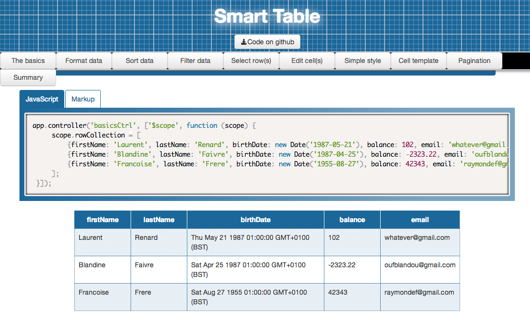 Smart Table
Code on github
The basics Format data Sort data Filter data Select row(s) Edit cell(s) Simple style Cell template Pagination
Summary
JavaScript Markup
app.controller('basicsCtrl', ['$scope', function (scope) {
scope.rowCollection = [
{firstName: 'Laurent', lastName: 'Renard', birthDate: new Date('1987-05-21'), balance: 102, email: 'whatever@gmail
{firstName: 'Blandine', lastName: 'Faivre', birthDate: new Date('1987-04-25'), balance: -2323.22, email: 'oufblando
{firstName: 'Francoise', lastName: 'Frere', birthDate: new Date('1955-08-27'), balance: 42343, email: 'raymondef@gm
];
}]);
firstName lastName birthDate balance email
Laurent Renard Thu May 21 1987 01:00:00 GMT+0100 102 whatever@gmail.com
(BST)
Blandine Faivre Sat Apr 25 1987 01:00:00 GMT+0100 -2323.22 oufblandou@gmail.com
(BST)
Francoise Frere Sat Aug 27 1955 01:00:00 GMT+0100 42343 raymondef@gmail.com
(BST)